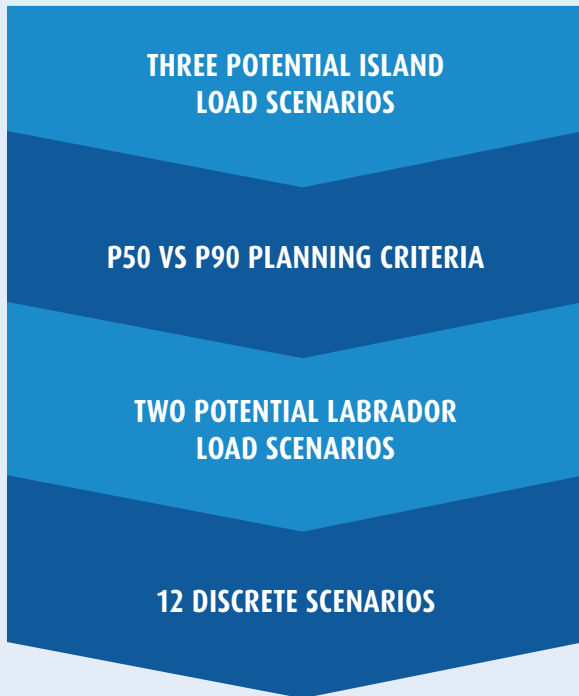 THREE POTENTIAL ISLAND
LOAD SCENARIOS
P50 VS P90 PLANNING CRITERIA
TWO POTENTIAL LABRADOR
LOAD SCENARIOS
12 DISCRETE SCENARIOS